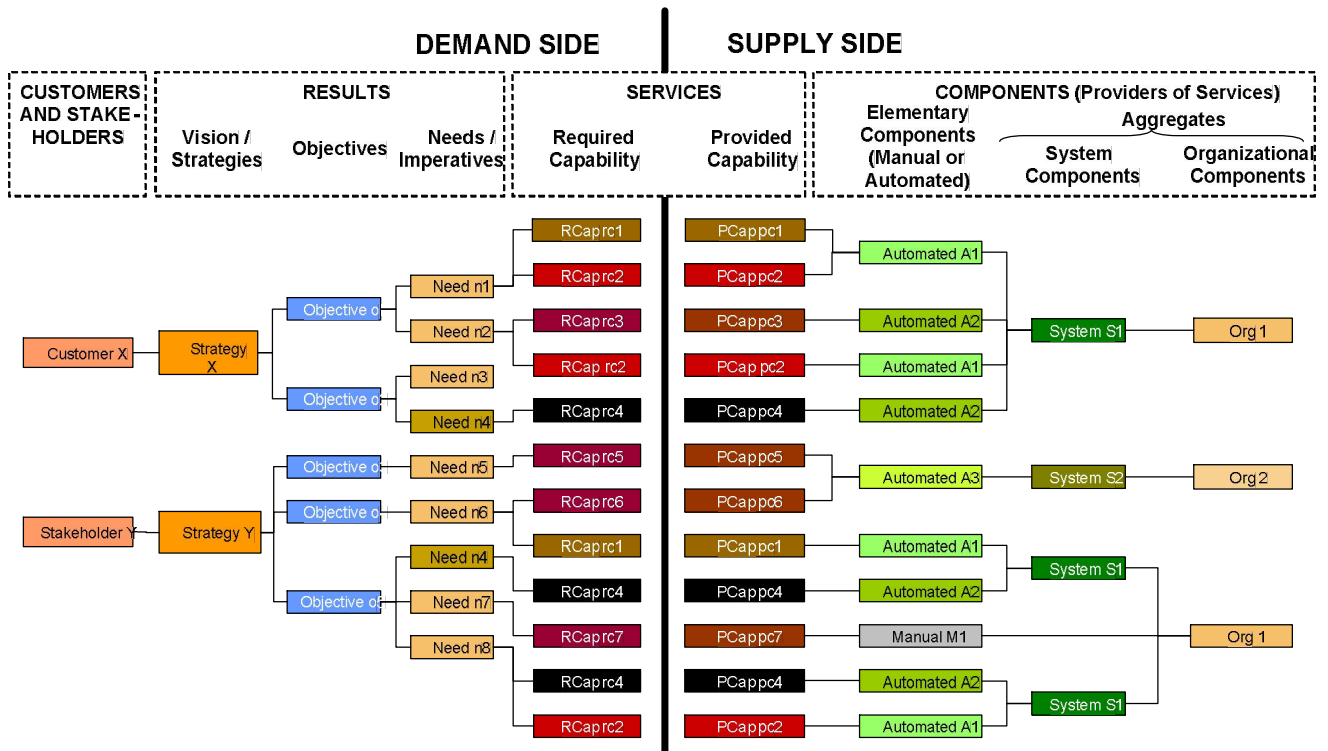 DEMAND SIDE
SUPPLY SIDE
CUSTOMERS
AND STAKE-
HOLDERS
RESULTS
Vision /
Strategies
Objectives
Needs /
Imperatives
SERVICES
Required
Capability
Provided
Capability
COMPONENTS (Providers of Services)
Elementary
Components
(Manual or
Automated)
Aggregates
System
Components
Organizational
Components
Customer X
Strategy
X
Objective
Objective
Need n1
Need n2
Need n3
Need n4
RCaprc1
RCaprc2
RCaprc3
RCap rc2
RCaprc4
PCappc1
PCappc2
PCappc3
PCap pc2
PCappc4
Automated A1
Automated A2
Automated A1
Automated A2
System S1
Org 1
Stakeholder Y
Strategy Y
Objective
Objective
Objective
Need n5
Need n6
Need n4
Need n7
Need n8
RCaprc5
RCaprc6
RCaprc1
RCaprc4
RCaprc7
RCaprc4
RCaprc2
PCappc5
PCappc6
PCappc1
PCappc4
PCappc7
PCappc4
PCappc2
Automated A3
Automated A1
Automated A2
Manual M1
Automated A2
Automated A1
System S2
System S1
System S1
Org 2
Org 1